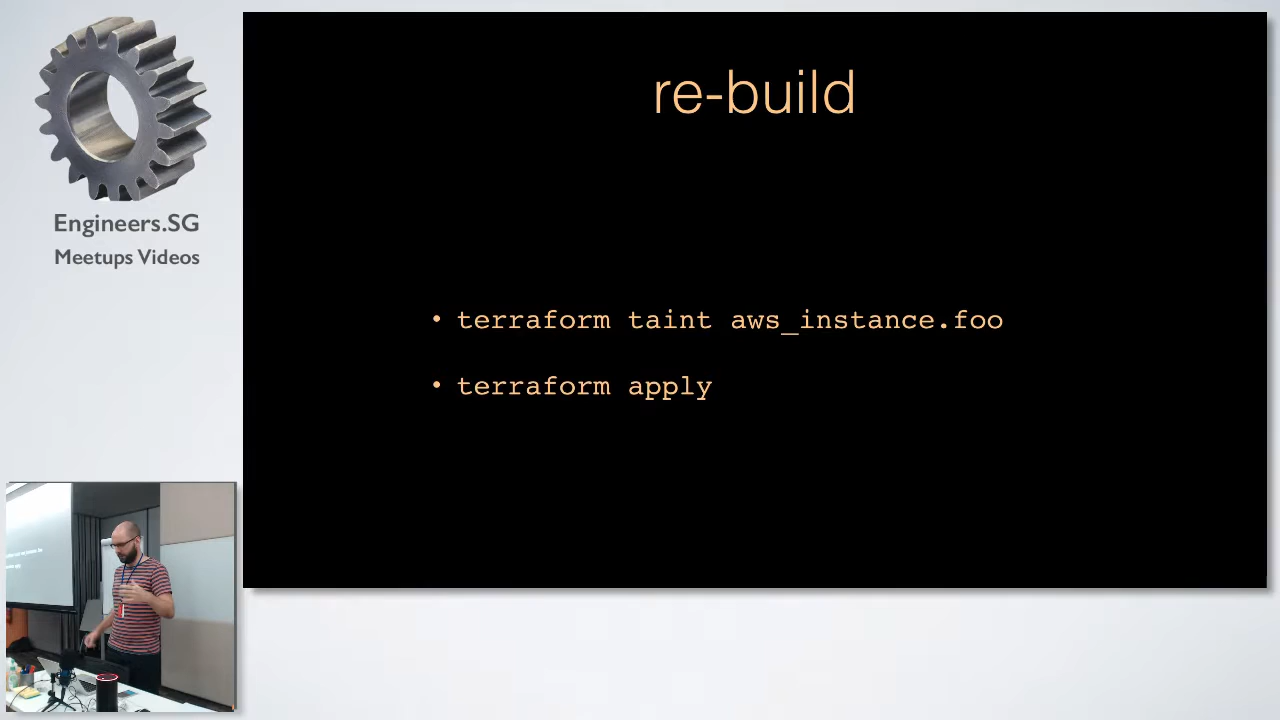 Engineers.SG
Meetups Videos
re-build
• terraform taint aws_instance.foo
• terraform apply